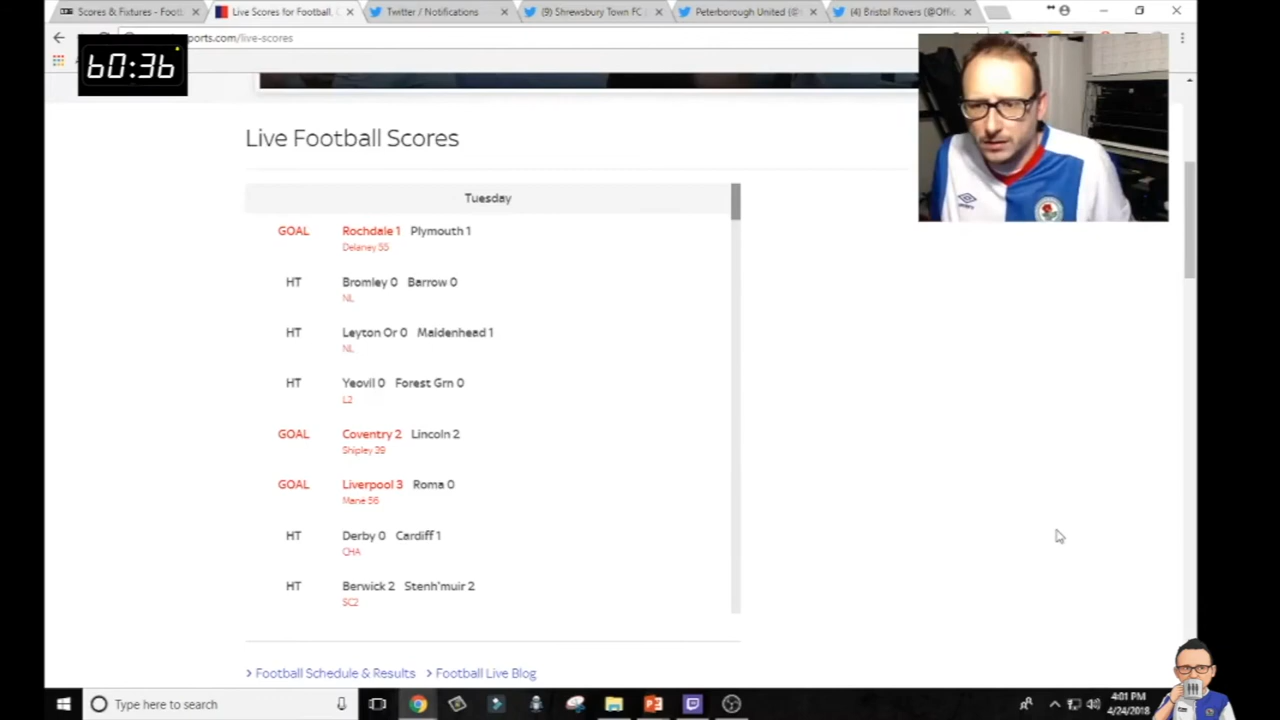 Scores & Fixtures - Foot
Live Scores for Football,
Twitter / Notifications
(9) Shrewsbury Town FC (
Peterborough United (@
(4) Bristol Rovers (@Offic
60:36
ports.com/live-scores
Live Football Scores
Tuesday
GOAL Rochdale 1 Plymouth 1
Delaney 55
HT Bromley 0 Barrow 0
NL
HT Leyton Or 0 Maidenhead 1
NL
HT Yeovil 0 Forest Grn 0
L2
GOAL Coventry 2 Lincoln 2
Shipley 29
GOAL Liverpool 3 Roma 0
Mane 56
HT Derby 0 Cardiff 1
CHA
HT Berwick 2 Stenh'muir 2
SC2
> Football Schedule & Results > Football Live Blog
Type here to search
4:01 PM
4/24/2018